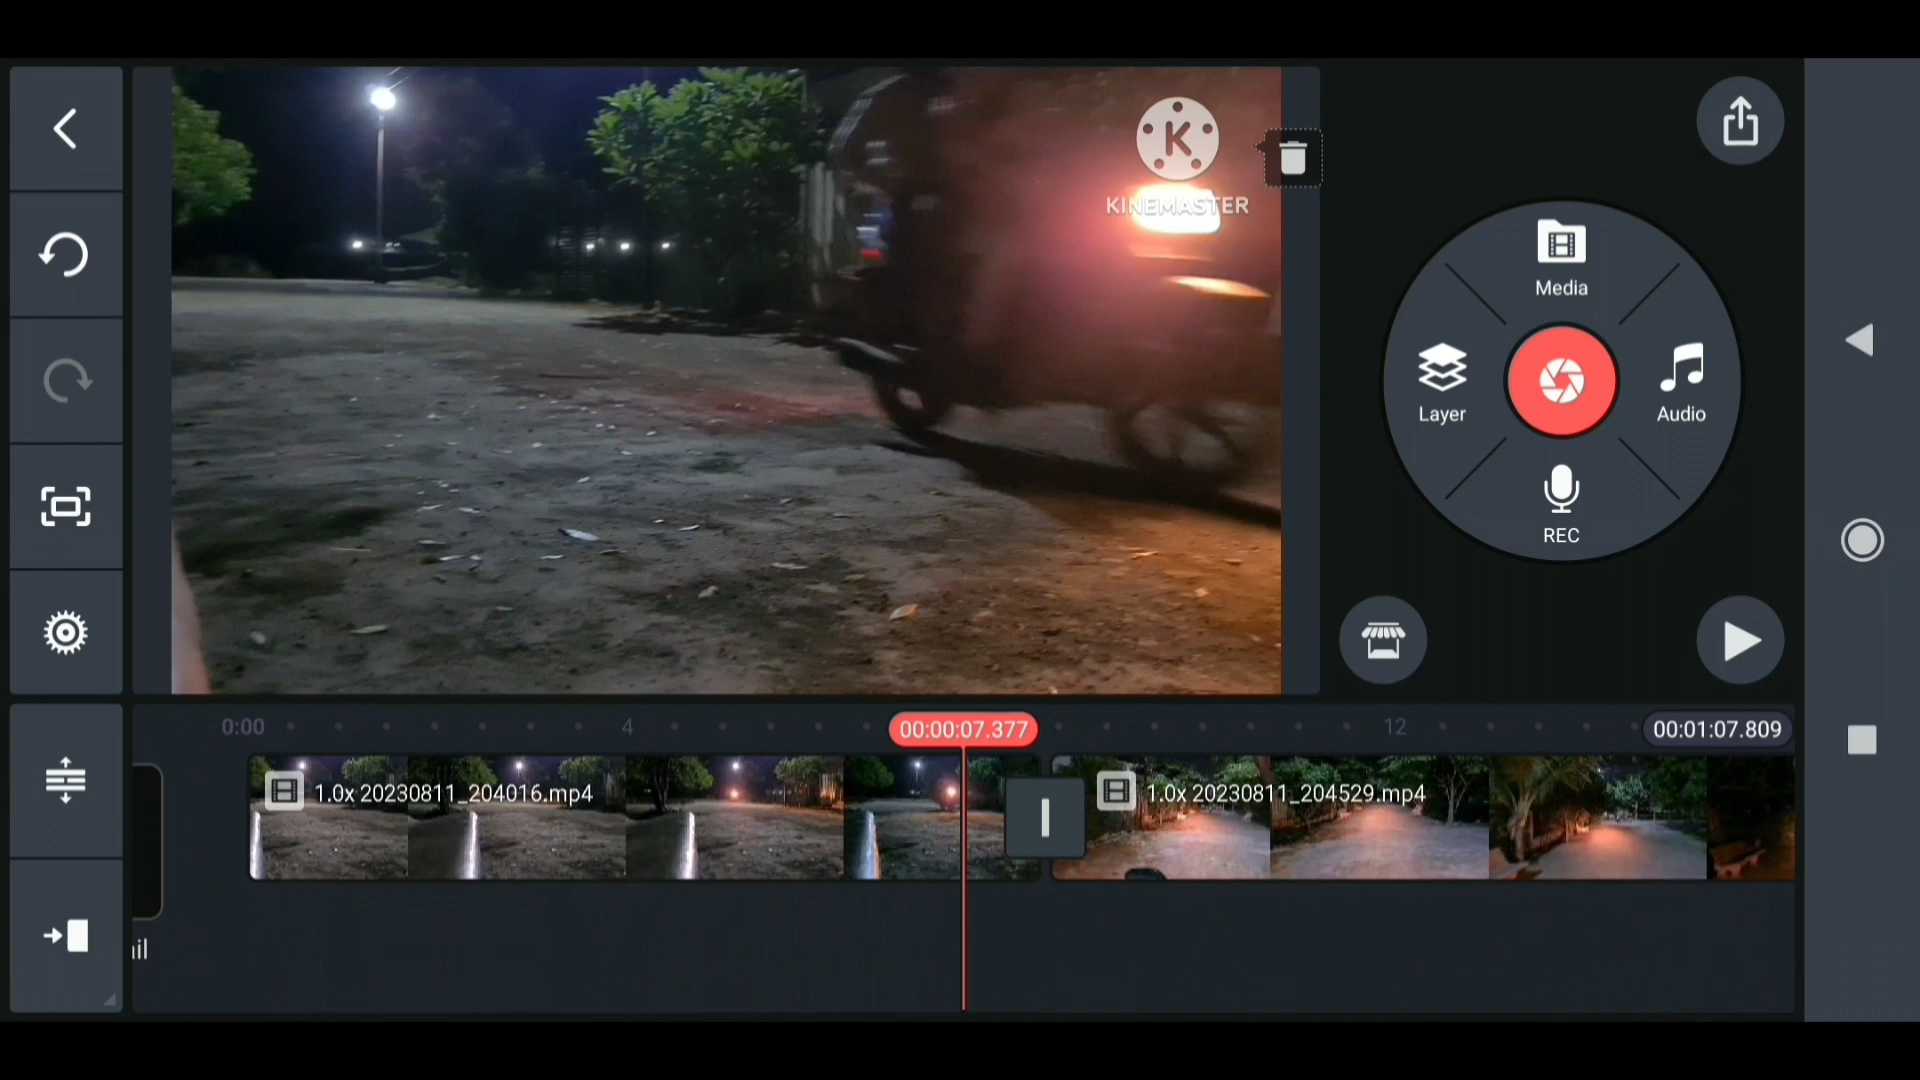 K
KINEMASTER
Media
Layer
Audio
REC
0:00
4
00:00:07.377
12
00:01:07.809
1.0x 20230811_204016.mp4
1.0x 20230811_204529.mp4
il